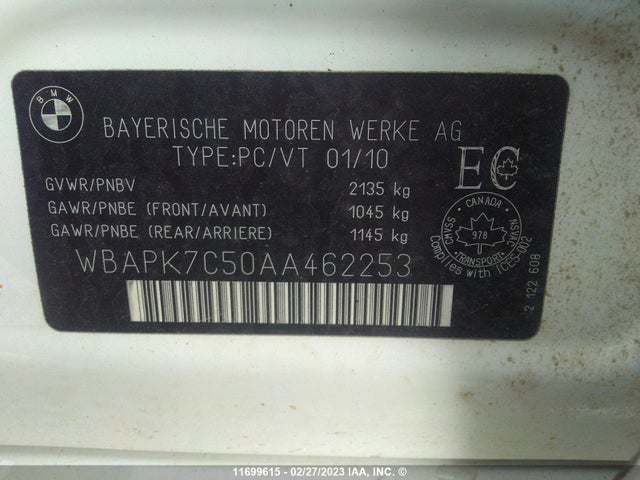 BMW
BAYERISCHE MOTOREN WERKE AG
TYPE:PC/VT 01/10
EC
GVWR/PNBV 2135 kg
GAWR/PNBE (FRONT/AVANT) 1045 kg
GAWR/PNBE (REAR/ARRIERE) 1145 kg
CANADA
CMVSS
NSVAC
978
TRANSPORT
Complies with ICES-002
WBAPK7C50AA462253
2 122 608
11699615 - 02/27/2023 IAA, INC. ©